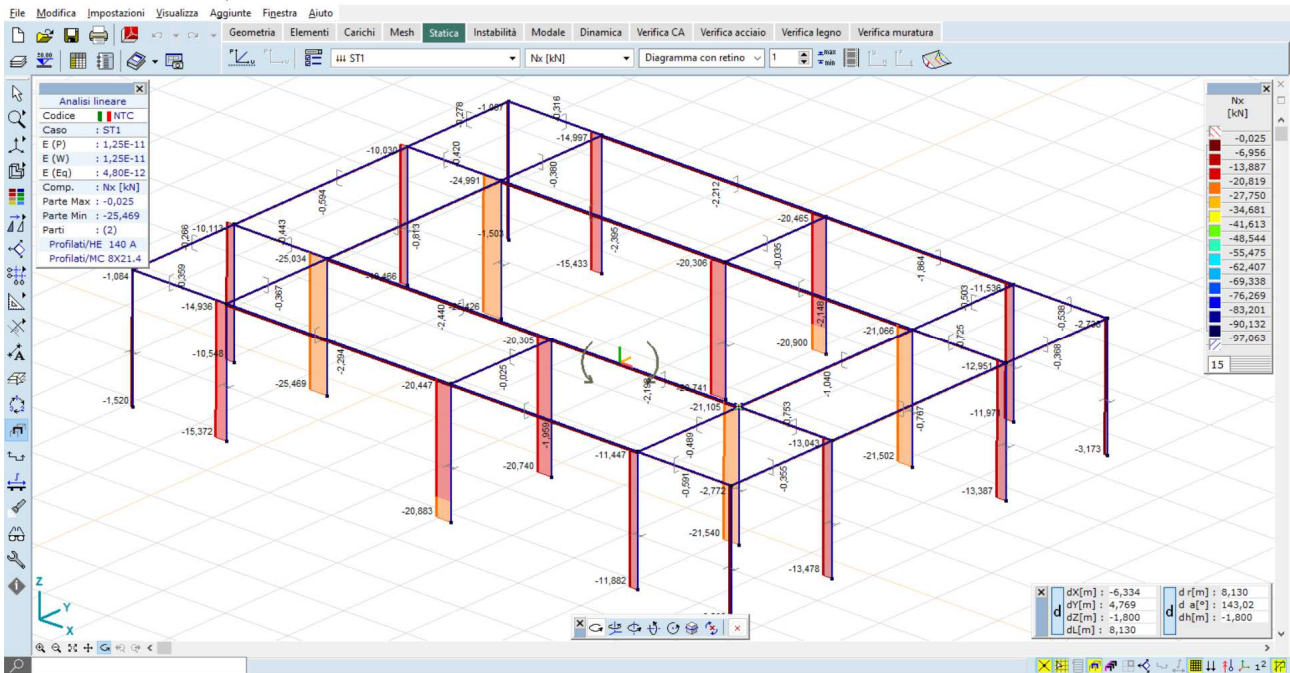 File Modifica Impostazioni Visualizza Aggiunte Finestra Aiuto
Geometria Elementi Carichi Mesh Statica Instabilità Modale Dinamica Verifica CA Verifica acciaio Verifica legno Verifica muratura
ST1 Nx [kN] Diagramma con retino 1
Analisi lineare
Codice NTC
Caso : ST1
E (P) : 1,25E-11
E (W) : 1,25E-11
E (Eq) : 4,80E-12
Comp. : Nx [kN]
Parte Max : -0,025
Parte Min : -25,469
Parti : (2)
Profilati/HE 140 A
Profilati/MC 8X21.4
Nx
[kN]
-0,025
-6,956
-13,887
-20,819
-27,750
-34,681
-41,613
-48,544
-55,475
-62,407
-69,338
-76,269
-83,201
-90,132
-97,063
15
-0,278
-0,316
-14,997
-10,030
-0,420
-0,380
-24,991
-0,594
-2,212
-0,266
-10,113
-0,443
-0,813
-1,503
-2,395
-20,465
-1,084
-0,359
-25,034
-15,433
-20,306
-0,035
-1,864
-0,367
-14,936
-2,440
-2,148
-0,503
-11,536
-0,538
-2,738
-10,548
-20,305
-20,900
-21,066
-0,725
-0,368
-2,294
-0,025
-12,951
-1,520
-25,469
-20,447
-1,040
-21,105
-0,753
-0,767
-11,971
-15,372
-1,959
-0,489
-13,043
-3,173
-20,740
-11,447
-21,502
-0,591
-2,772
-0,355
-13,387
-20,883
-21,540
-13,478
-11,882
Z
Y
X
dX[m] : -6,334
dY[m] : 4,769
dZ[m] : -1,800
dL[m] : 8,130
d r[m] : 8,130
d a[°] : 143,02
dh[m] : -1,800